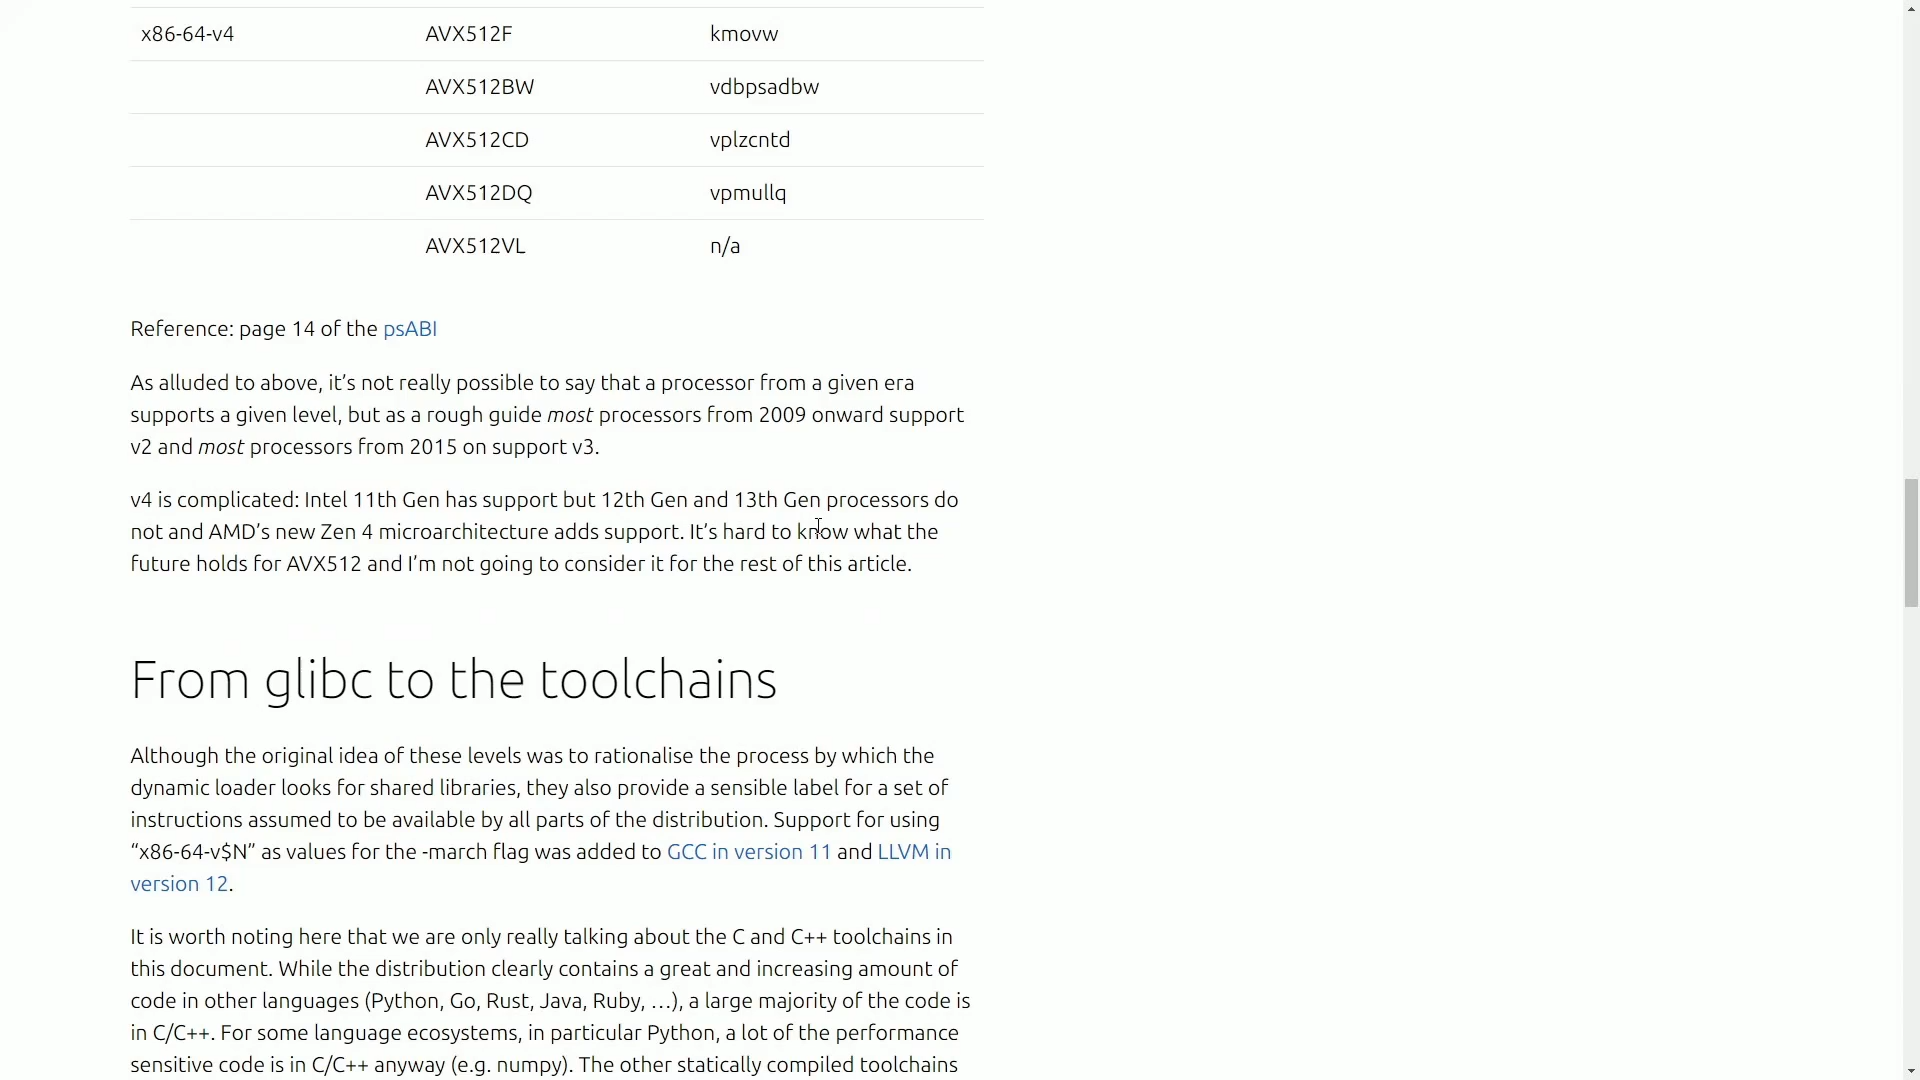 x86-64-v4 AVX512F kmovw
AVX512BW vdbpsadbw
AVX512CD vplzcntd
AVX512DQ vpmullq
AVX512VL n/a
Reference: page 14 of the psABI
As alluded to above, it’s not really possible to say that a processor from a given era
supports a given level, but as a rough guide most processors from 2009 onward support
v2 and most processors from 2015 on support v3.
v4 is complicated: Intel 11th Gen has support but 12th Gen and 13th Gen processors do
not and AMD’s new Zen 4 microarchitecture adds support. It’s hard to know what the
future holds for AVX512 and I’m not going to consider it for the rest of this article.
From glibc to the toolchains
Although the original idea of these levels was to rationalise the process by which the
dynamic loader looks for shared libraries, they also provide a sensible label for a set of
instructions assumed to be available by all parts of the distribution. Support for using
“x86-64-v$N” as values for the -march flag was added to GCC in version 11 and LLVM in
version 12.
It is worth noting here that we are only really talking about the C and C++ toolchains in
this document. While the distribution clearly contains a great and increasing amount of
code in other languages (Python, Go, Rust, Java, Ruby, …), a large majority of the code is
in C/C++. For some language ecosystems, in particular Python, a lot of the performance
sensitive code is in C/C++ anyway (e.g. numpy). The other statically compiled toolchains